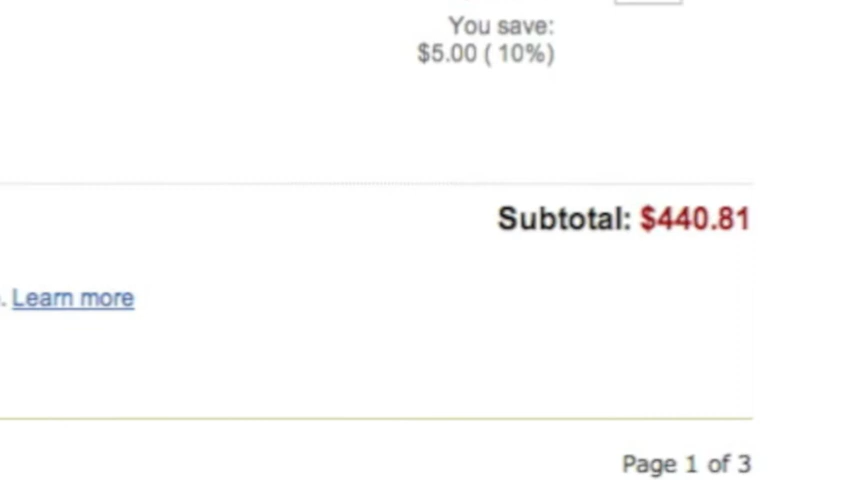 You save:
$5.00 ( 10%)
Subtotal: $440.81
. Learn more
Page 1 of 3